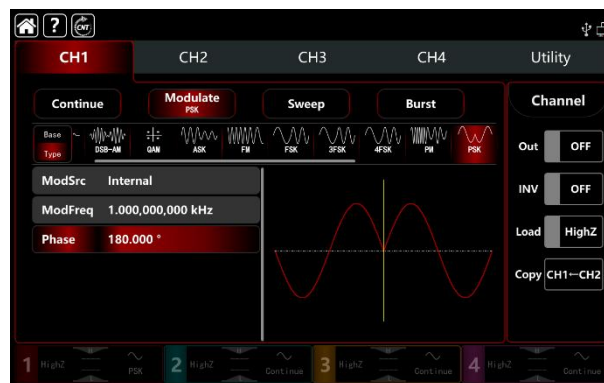 ? CNT
CH1 CH2 CH3 CH4 Utility
Continue Modulate Sweep Burst Channel
PSK
Base
Type DSB-AM QAM ASK FM FSK 3FSK 4FSK PM PSK
Out OFF
ModSrc Internal
INV OFF
ModFreq 1.000,000,000 kHz
Phase 180.000 °
Load HighZ
Copy CH1←CH2
1 HighZ PSK 2 HighZ Continue 3 HighZ Continue 4 HighZ Continue